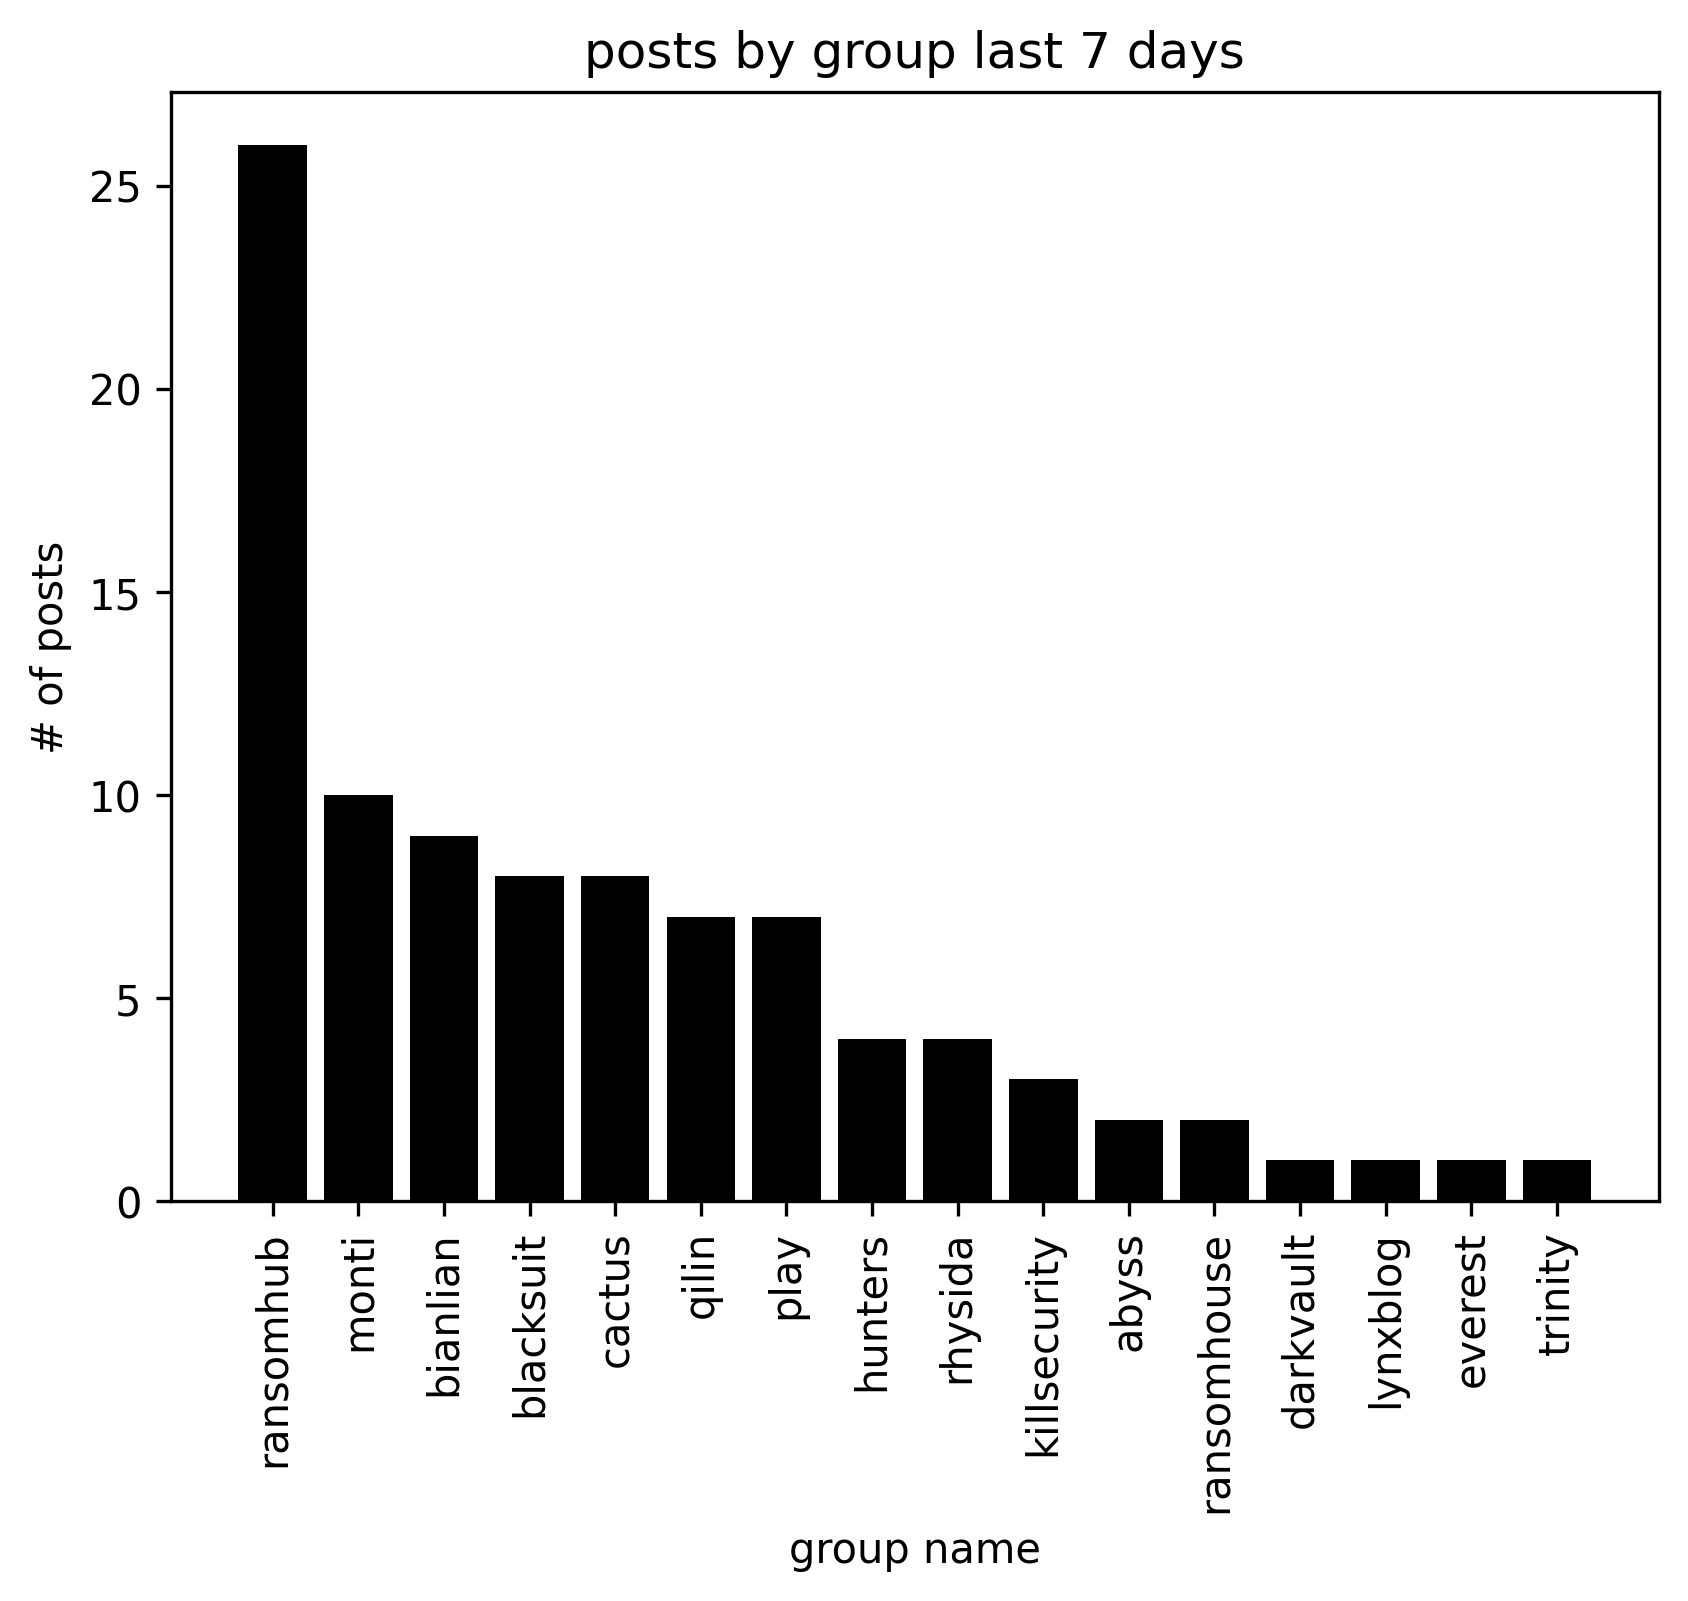 posts by group last 7 days
# of posts
25
20
15
10
5
0
ransomhub
monti
bianlian
blacksuit
cactus
qilin
play
hunters
rhysida
killsecurity
abyss
ransomhouse
darkvault
lynxblog
everest
trinity
group name